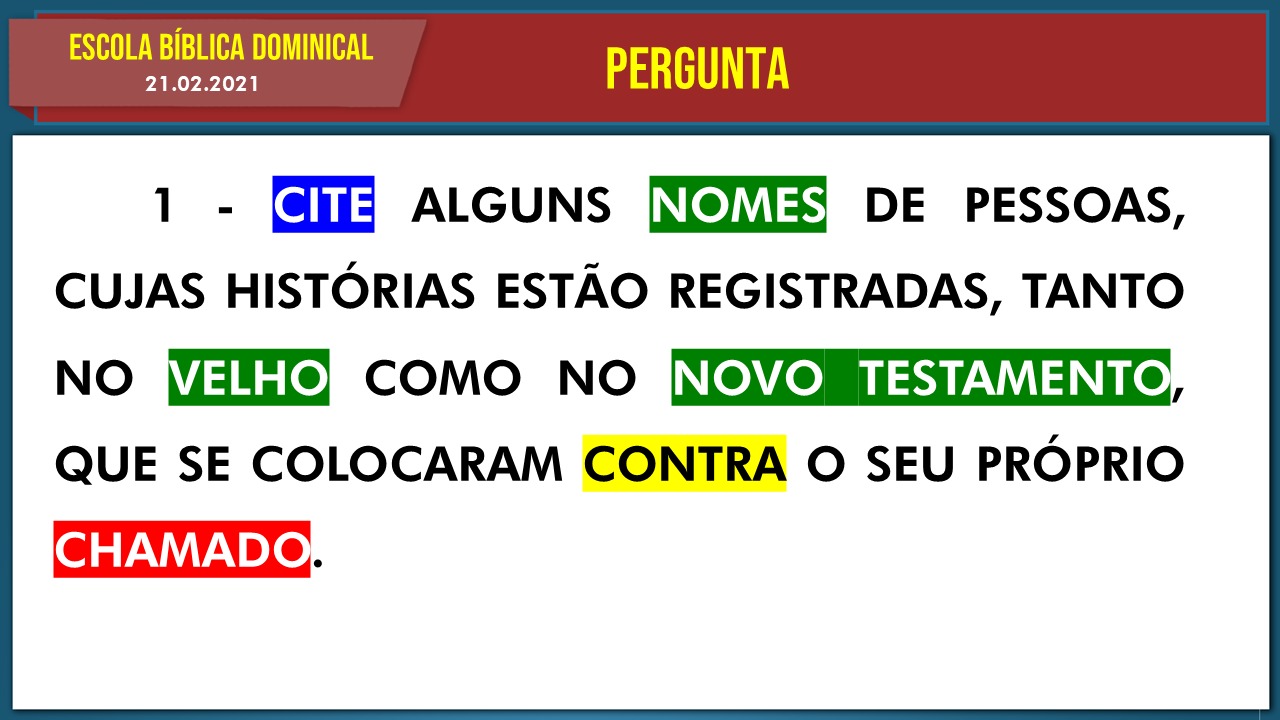 ESCOLA BÍBLICA DOMINICAL
21.02.2021
PERGUNTA
1 - CITE ALGUNS NOMES DE PESSOAS,
CUJAS HISTÓRIAS ESTÃO REGISTRADAS, TANTO
NO VELHO COMO NO NOVO TESTAMENTO,
QUE SE COLOCARAM CONTRA O SEU PRÓPRIO
CHAMADO.